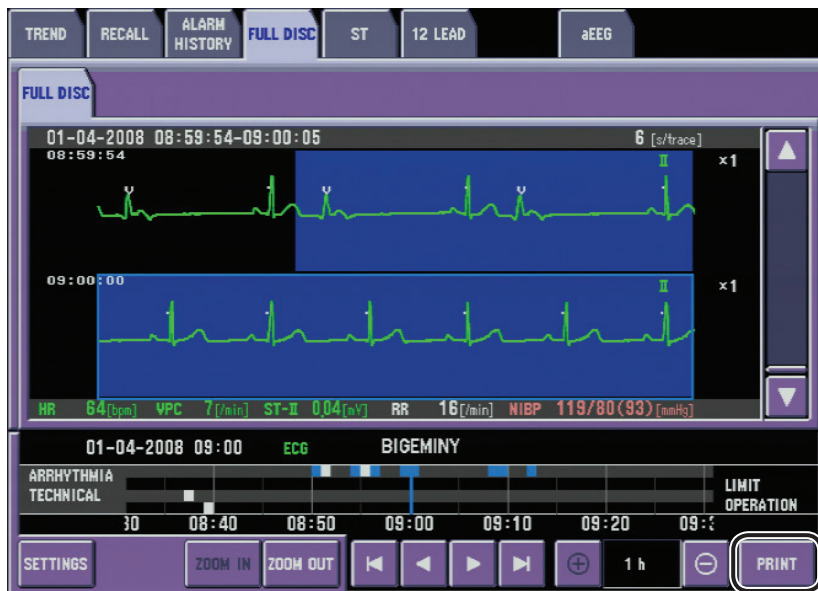 TREND RECALL ALARM HISTORY FULL DISC ST 12 LEAD aEEG
FULL DISC
01-04-2008 08:59:54-09:00:05 6 [s/trace]
08:59:54 II ×1
V V V
09:00:00 II ×1
HR 64[bpm] VPC 7[/min] ST-II 0.04[mV] RR 16[/min] NIBP 119/80(93)[mmHg]
01-04-2008 09:00 ECG BIGEMINY
ARRHYTHMIA
TECHNICAL
LIMIT
OPERATION
30 08:40 08:50 09:00 09:10 09:20 09:
SETTINGS ZOOM IN ZOOM OUT 1 h PRINT